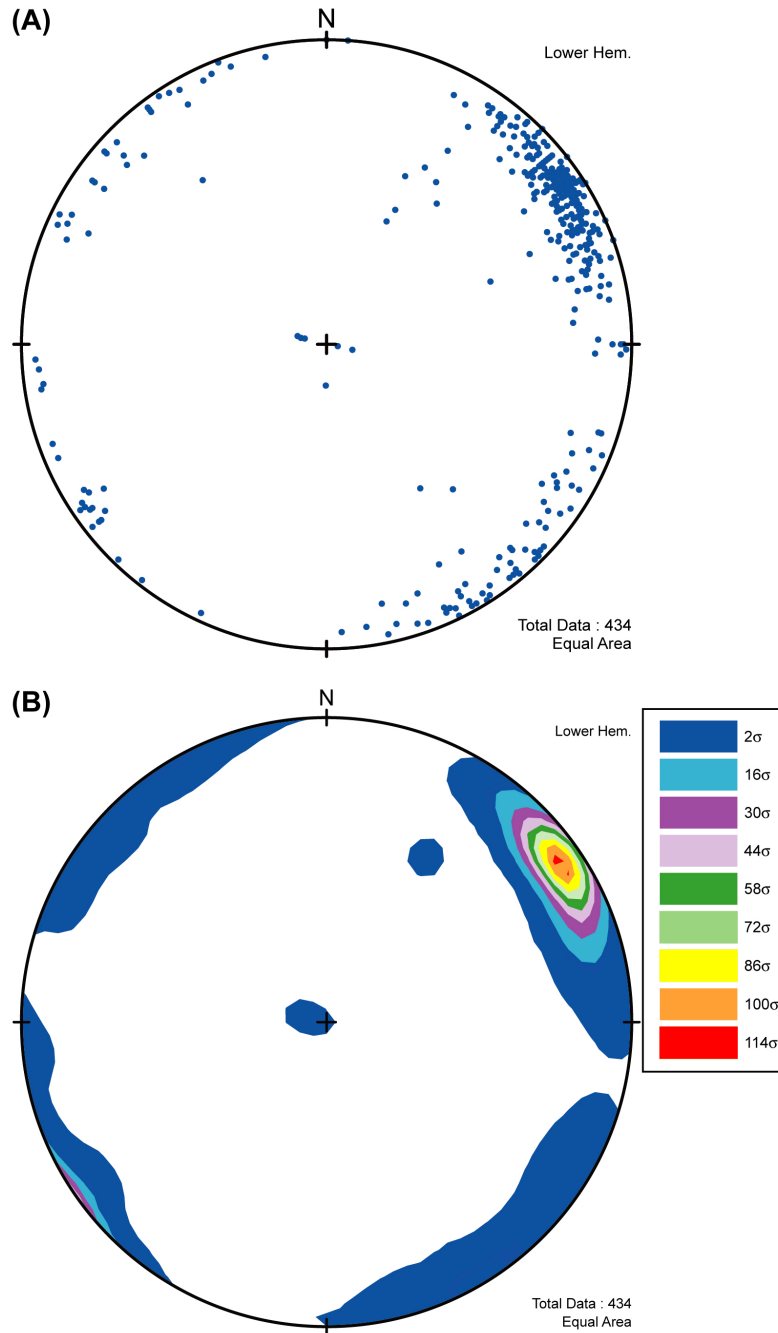 (A)
N
Lower Hem.
Total Data : 434
Equal Area
(B)
N
Lower Hem.
2σ
16σ
30σ
44σ
58σ
72σ
86σ
100σ
114σ
Total Data : 434
Equal Area